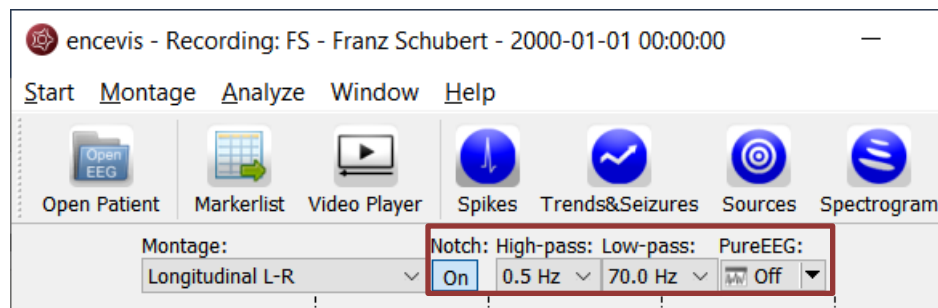 encevis - Recording: FS - Franz Schubert - 2000-01-01 00:00:00
Start Montage Analyze Window Help
Open EEG
Open Patient Markerlist Video Player Spikes Trends&Seizures Sources Spectrogram
Montage: Notch: High-pass: Low-pass: PureEEG:
Longitudinal L-R On 0.5 Hz 70.0 Hz Off